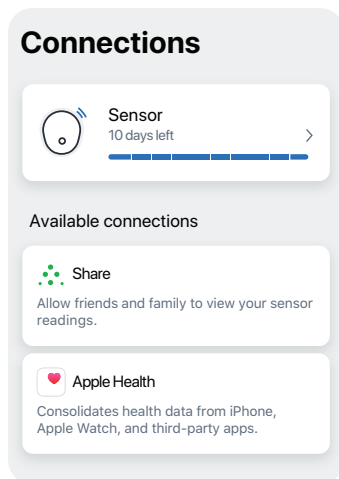 Connections
Sensor
10 days left
Available connections
Share
Allow friends and family to view your sensor
readings.
Apple Health
Consolidates health data from iPhone,
Apple Watch, and third-party apps.